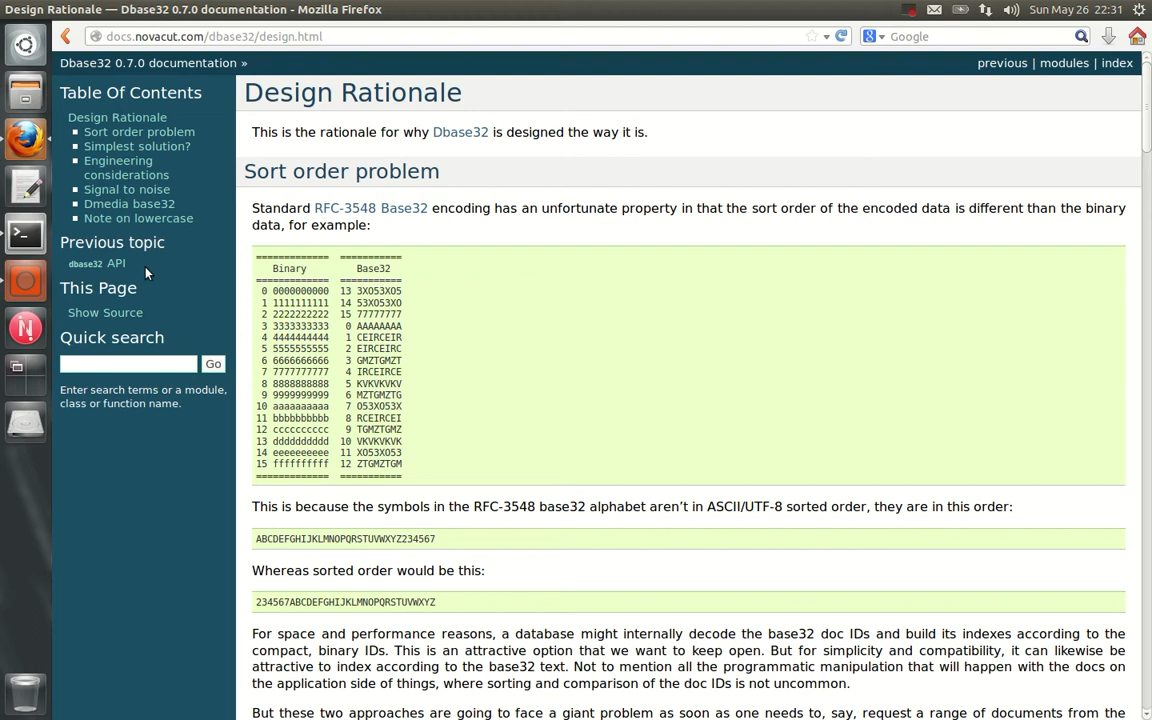 Design Rationale — Dbase32 0.7.0 documentation - Mozilla Firefox
Sun May 26 22:31
docs.novacut.com/dbase32/design.html
Google
Dbase32 0.7.0 documentation »
previous | modules | index
Table Of Contents
Design Rationale
Sort order problem
Simplest solution?
Engineering
considerations
Signal to noise
Dmedia base32
Note on lowercase
Previous topic
dbase32 API
This Page
Show Source
Quick search
Go
Enter search terms or a module,
class or function name.
Design Rationale
This is the rationale for why Dbase32 is designed the way it is.
Sort order problem
Standard RFC-3548 Base32 encoding has an unfortunate property in that the sort order of the encoded data is different than the binary
data, for example:
============= ===========
Binary Base32
============= ===========
0 0000000000 13 3XO53XO5
1 1111111111 14 53XO53XO
2 2222222222 15 77777777
3 3333333333 0 AAAAAAAA
4 4444444444 1 CEIRCEIR
5 5555555555 2 EIRCEIRC
6 6666666666 3 GMZTGMZT
7 7777777777 4 IRCEIRCE
8 8888888888 5 KVKVKVKV
9 9999999999 6 MZTGMZTG
10 aaaaaaaaaa 7 O53XO53X
11 bbbbbbbbbb 8 RCEIRCEI
12 cccccccccc 9 TGMZTGMZ
13 dddddddddd 10 VKVKVKVK
14 eeeeeeeeee 11 XO53XO53
15 ffffffffff 12 ZTGMZTGM
============= ===========
This is because the symbols in the RFC-3548 base32 alphabet aren’t in ASCII/UTF-8 sorted order, they are in this order:
ABCDEFGHIJKLMNOPQRSTUVWXYZ234567
Whereas sorted order would be this:
234567ABCDEFGHIJKLMNOPQRSTUVWXYZ
For space and performance reasons, a database might internally decode the base32 doc IDs and build its indexes according to the
compact, binary IDs. This is an attractive option that we want to keep open. But for simplicity and compatibility, it can likewise be
attractive to index according to the base32 text. Not to mention all the programmatic manipulation that will happen with the docs on
the application side of things, where sorting and comparison of the doc IDs is not uncommon.
But these two approaches are going to face a giant problem as soon as one needs to, say, request a range of documents from the